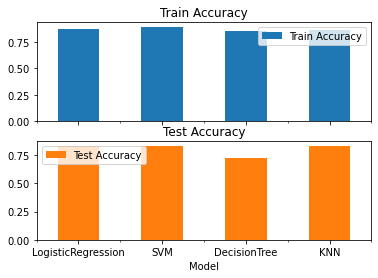 Train Accuracy
Train Accuracy
0.75
0.50
0.25
0.00
Test Accuracy
Test Accuracy
0.75
0.50
0.25
0.00
LogisticRegression SVM DecisionTree KNN
Model